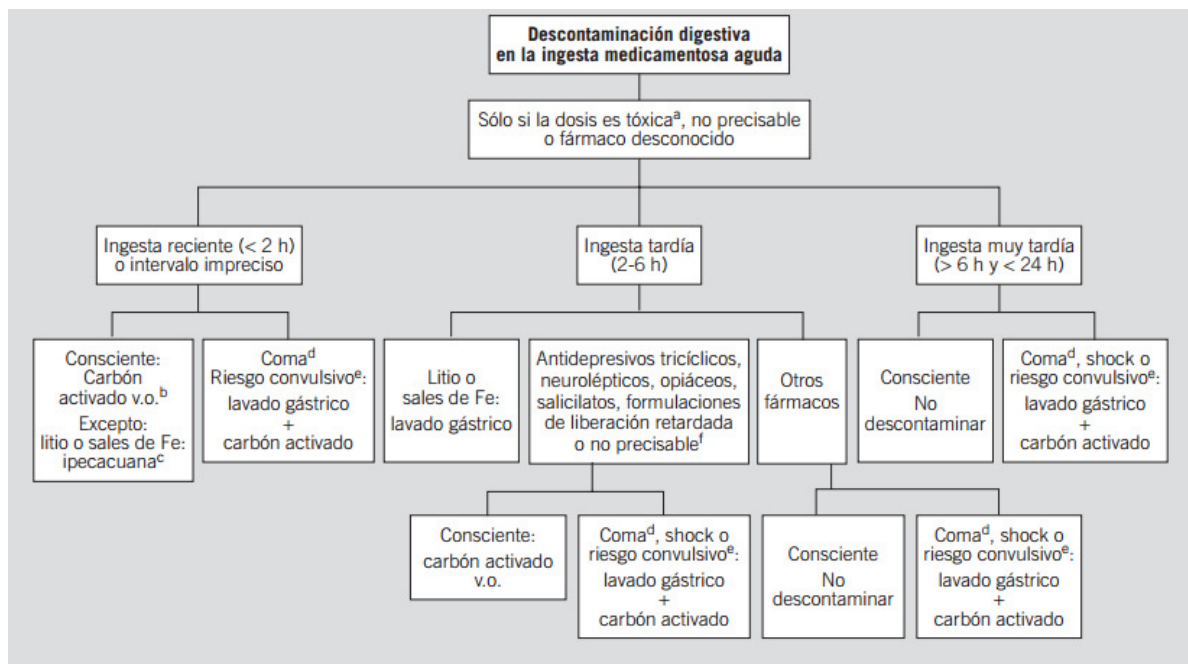 Descontaminación digestiva
en la ingesta medicamentosa aguda
Sólo si la dosis es tóxicaª, no precisable
o fármaco desconocido
Ingesta reciente (< 2 h)
o intervalo impreciso
Ingesta tardía
(2-6 h)
Ingesta muy tardía
(> 6 h y < 24 h)
Consciente:
Carbón
activado v.o.ᵇ
Excepto:
litio o sales de Fe:
ipecacuanaᶜ
Comaᵈ
Riesgo convulsivoᵉ:
lavado gástrico
+
carbón activado
Litio o
sales de Fe:
lavado gástrico
Antidepresivos tricíclicos,
neurolépticos, opiáceos,
salicilatos, formulaciones
de liberación retardada
o no precisableᶠ
Otros
fármacos
Consciente
No
descontaminar
Comaᵈ, shock o
riesgo convulsivoᵉ:
lavado gástrico
+
carbón activado
Consciente:
carbón activado
v.o.
Comaᵈ, shock o
riesgo convulsivoᵉ:
lavado gástrico
+
carbón activado
Consciente
No
descontaminar
Comaᵈ, shock o
riesgo convulsivoᵉ:
lavado gástrico
+
carbón activado